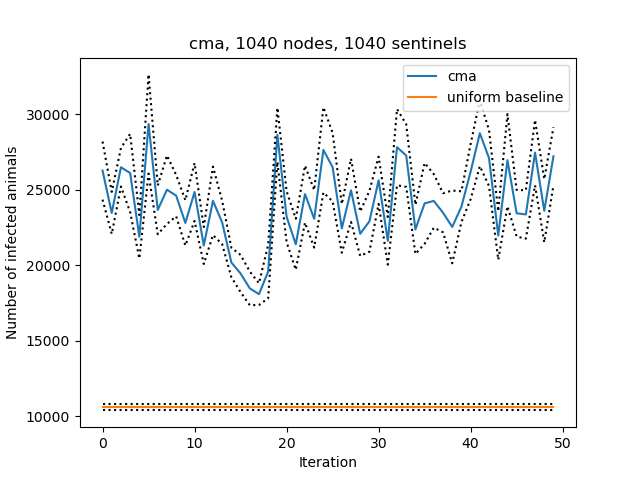 cma, 1040 nodes, 1040 sentinels
cma
uniform baseline
Number of infected animals
30000
25000
20000
15000
10000
0 10 20 30 40 50
Iteration